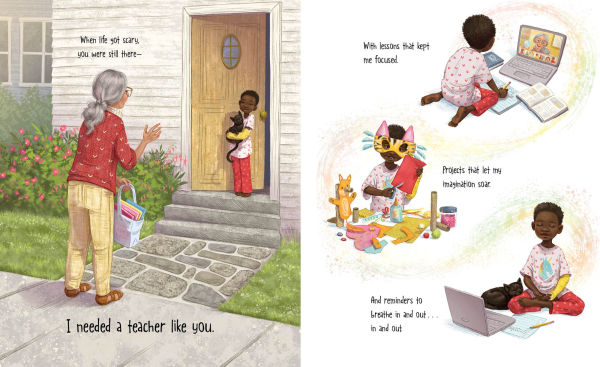 When life got scary,
you were still there—
I needed a teacher like you.
With lessons that kept
me focused.
Projects that let my
imagination soar.
And reminders to
breathe in and out . . .
in and out